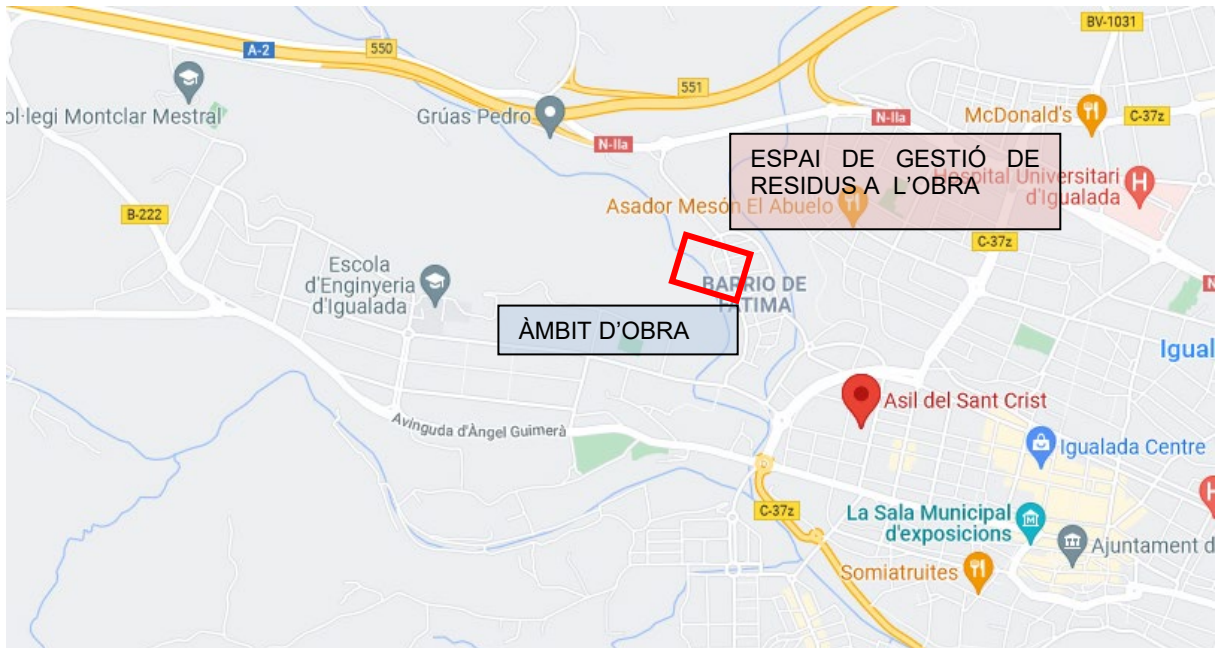 BV-1031
A-2
550
551
ol·legi Montclar Mestral
Grúas Pedro
N-IIa
N-IIa
McDonald's
C-37z
ESPAI DE GESTIÓ DE
RESIDUS A L'OBRA
Hospital Universitari
d'Igualada
Asador Mesón El Abuelo
B-222
C-37z
Escola
d'Enginyeria
d'Igualada
BARRIO DE
FATIMA
N
ÀMBIT D'OBRA
Igual
Asil del Sant Crist
Avinguda d'Àngel Guimerà
Igualada Centre
C-37z
La Sala Municipal
d'exposicions
Ajuntament d
Somiatruites